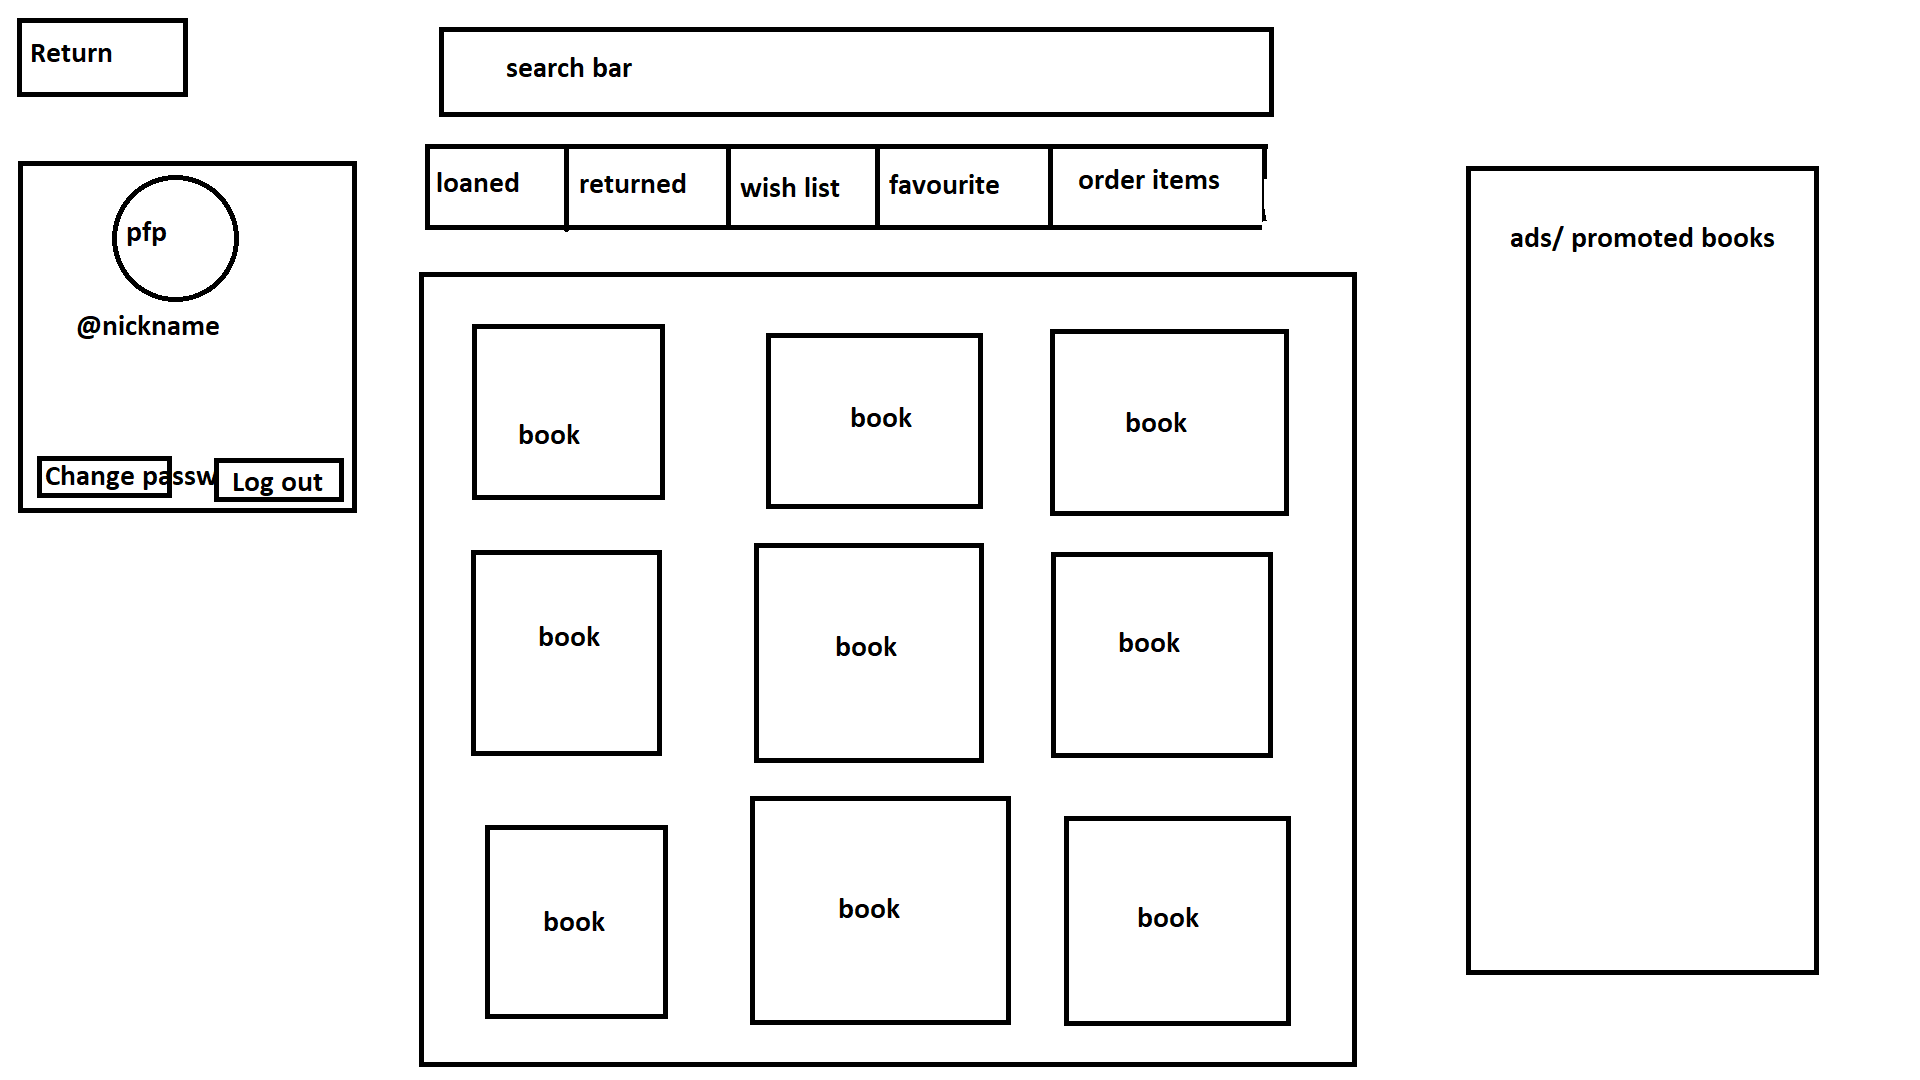 Return
search bar
loaned
returned
wish list
favourite
order items
pfp
@nickname
Change passw
Log out
ads/ promoted books
book
book
book
book
book
book
book
book
book